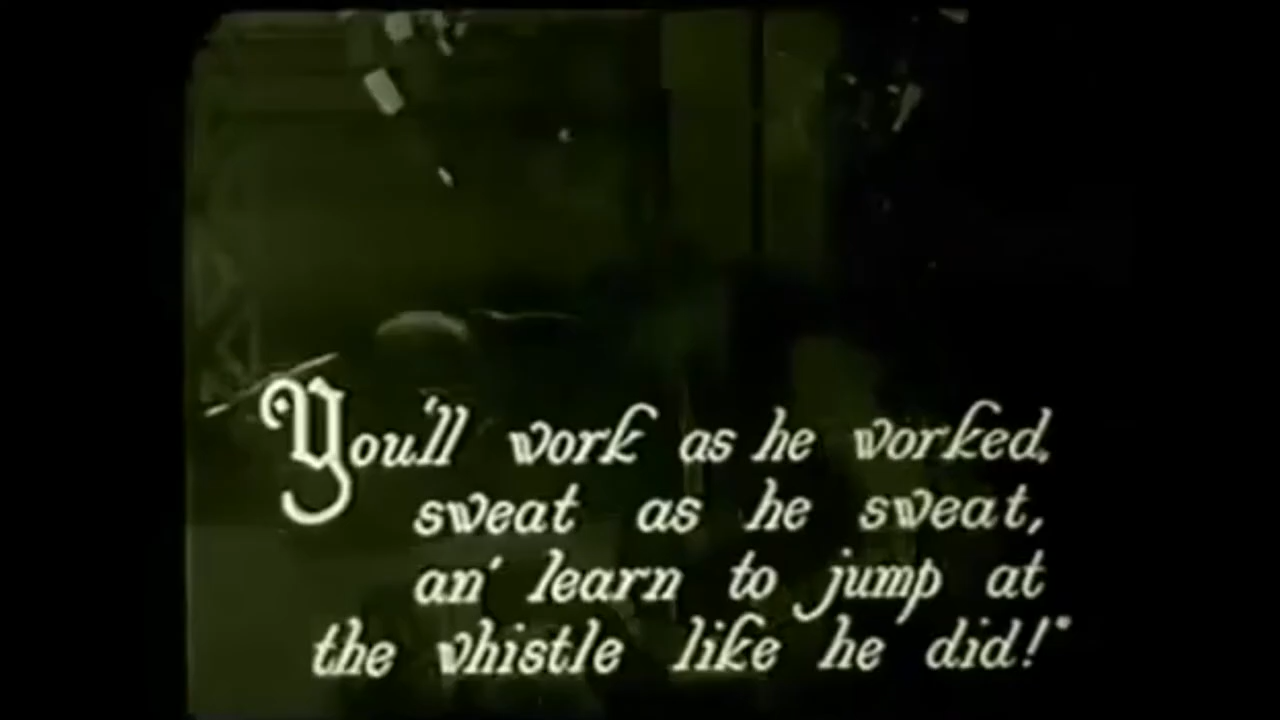 You'll work as he worked,
sweat as he sweat,
an' learn to jump at
the whistle like he did!"